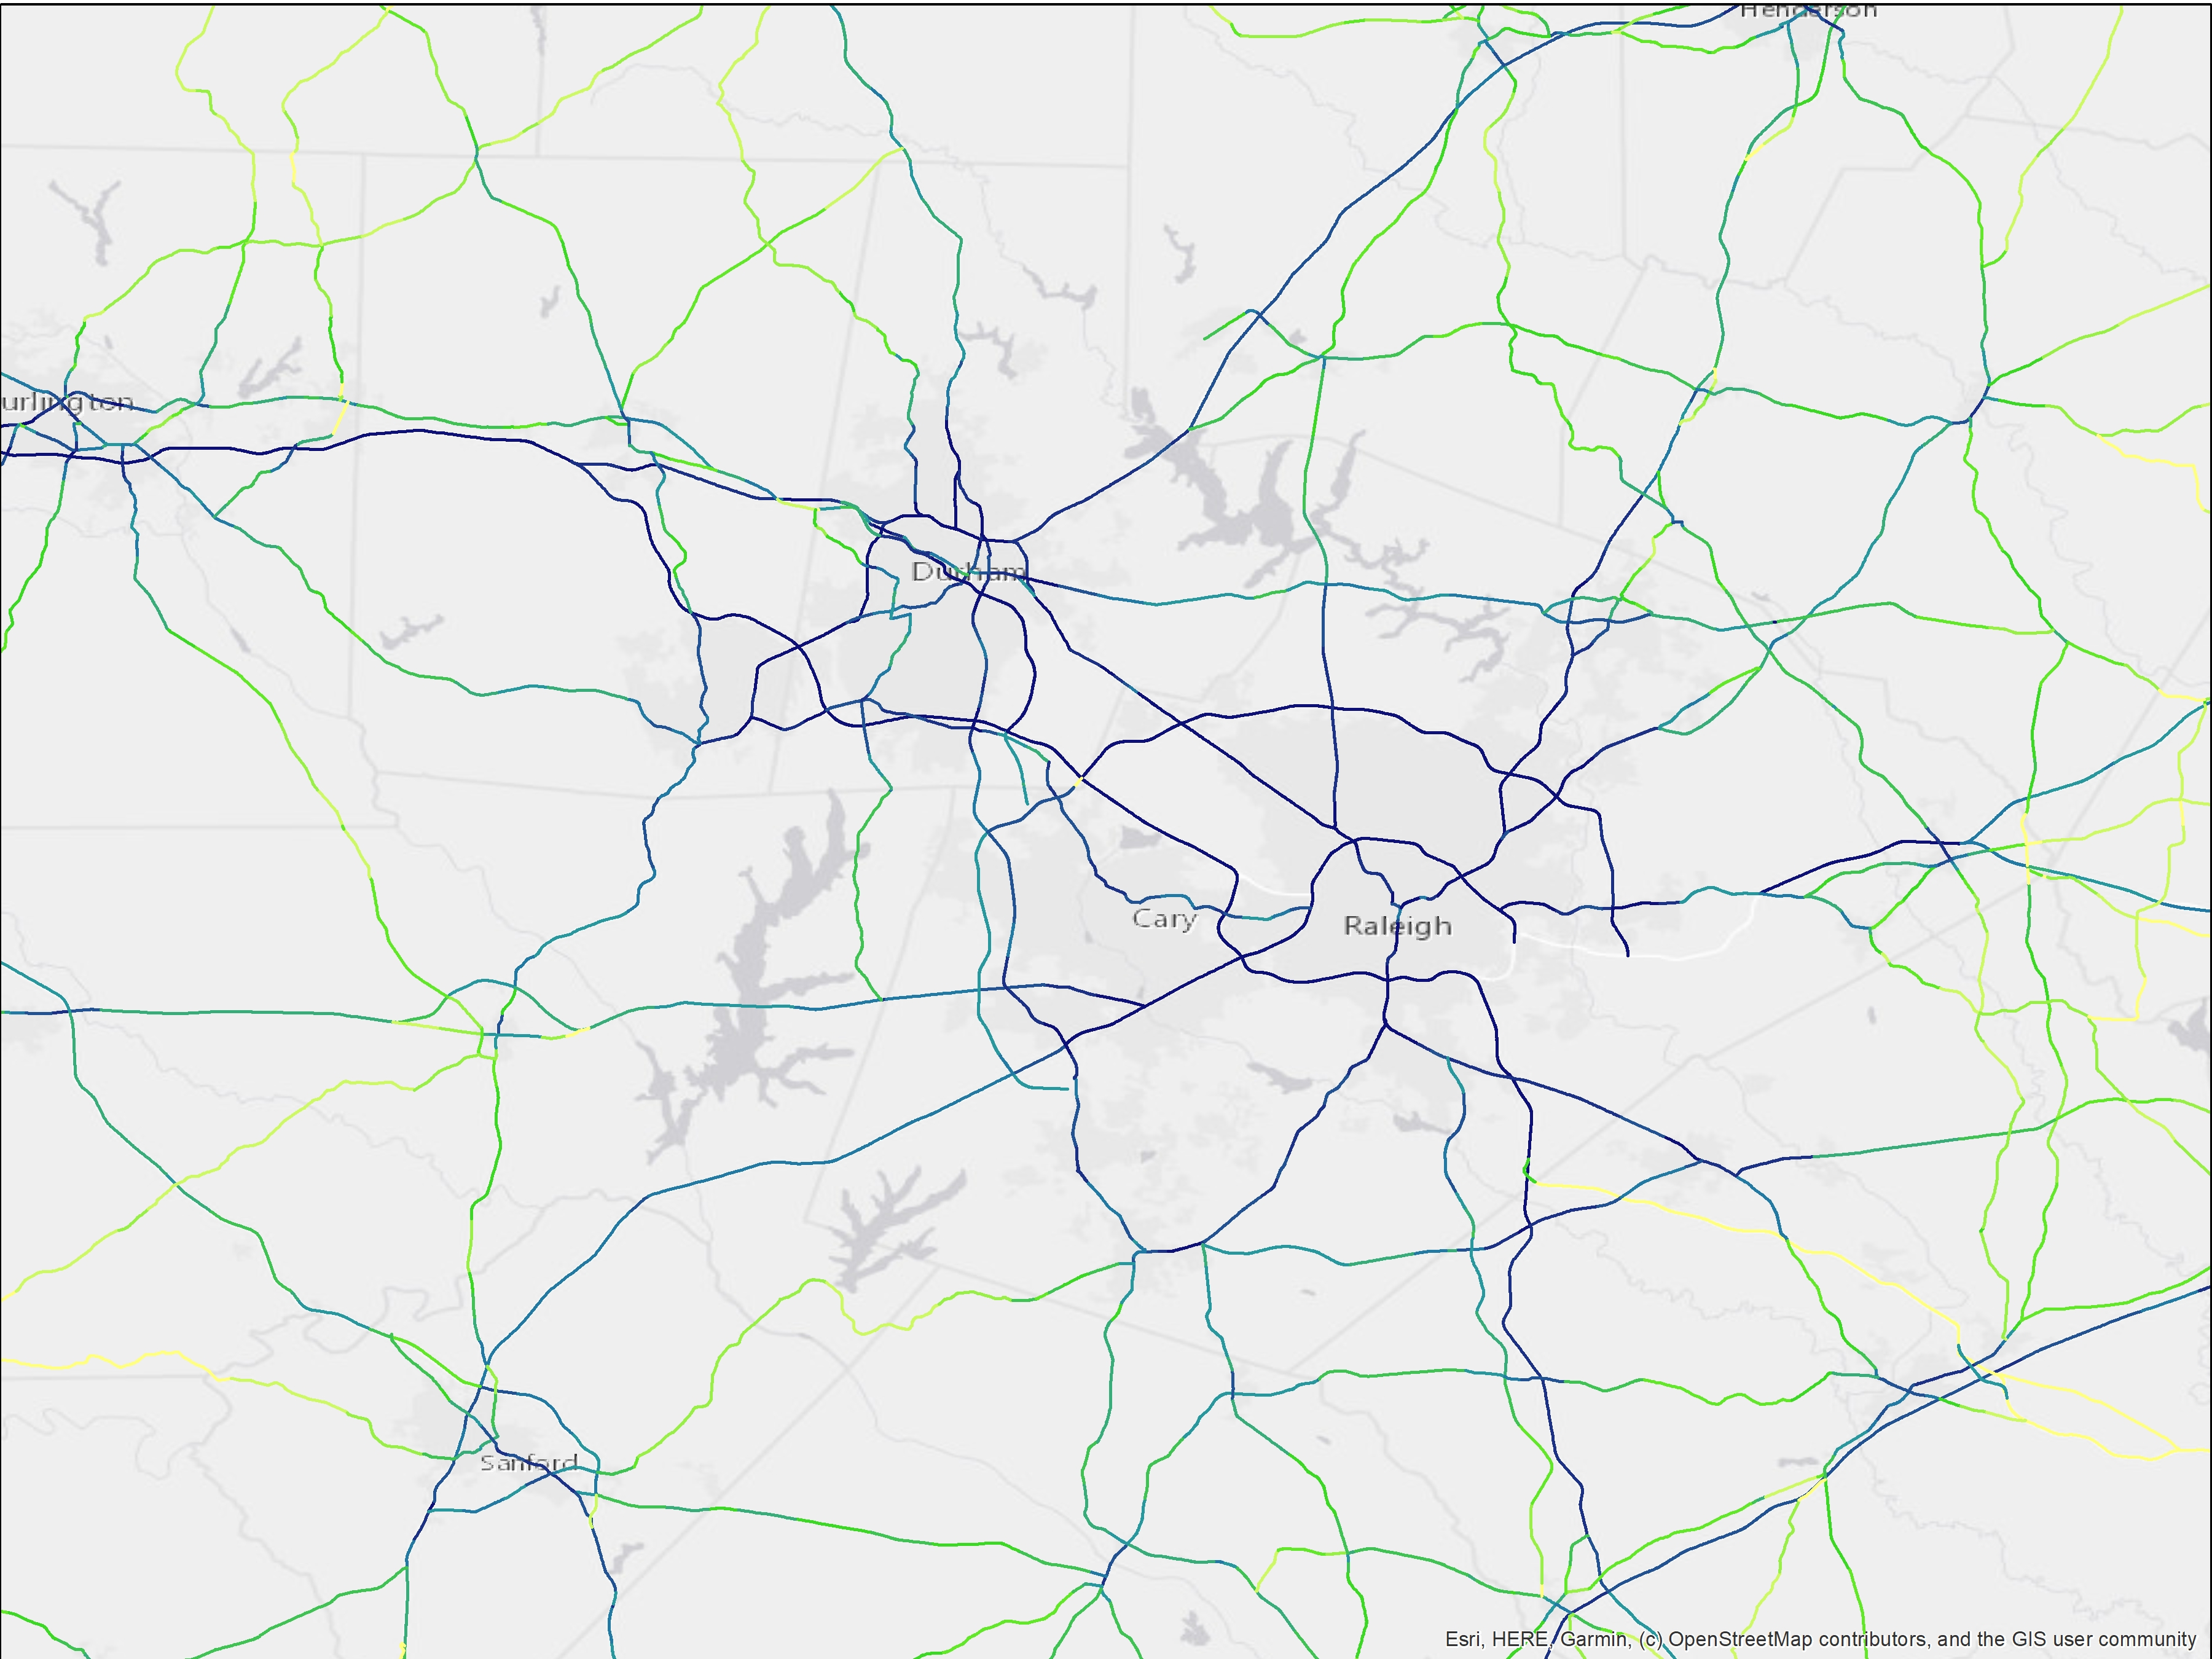 Henderson
urlington
Durham
Cary
Raleigh
Sanford
Esri, HERE, Garmin, (c) OpenStreetMap contributors, and the GIS user community